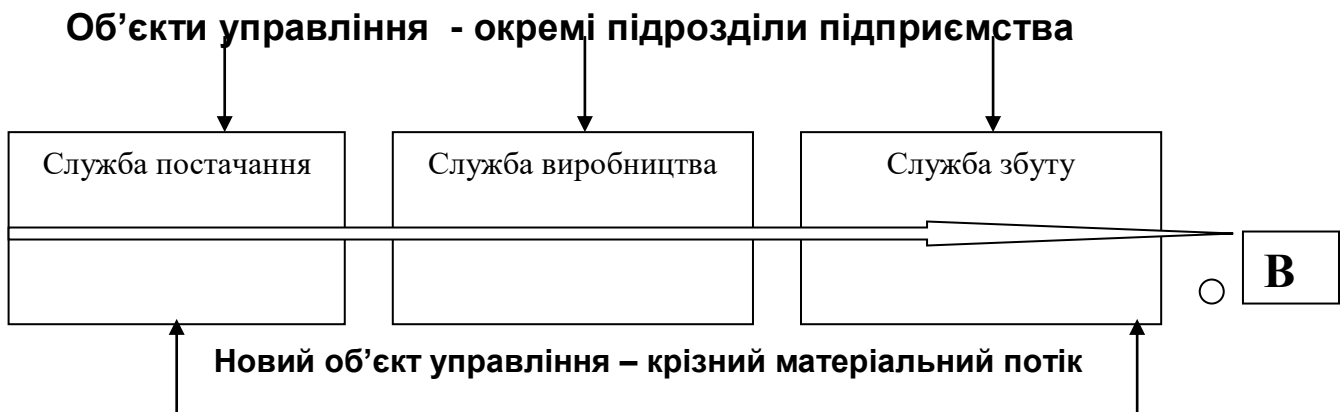 Об’єкти управління - окремі підрозділи підприємства
Служба постачання
Служба виробництва
Служба збуту
В
Новий об’єкт управління – крізний матеріальний потік